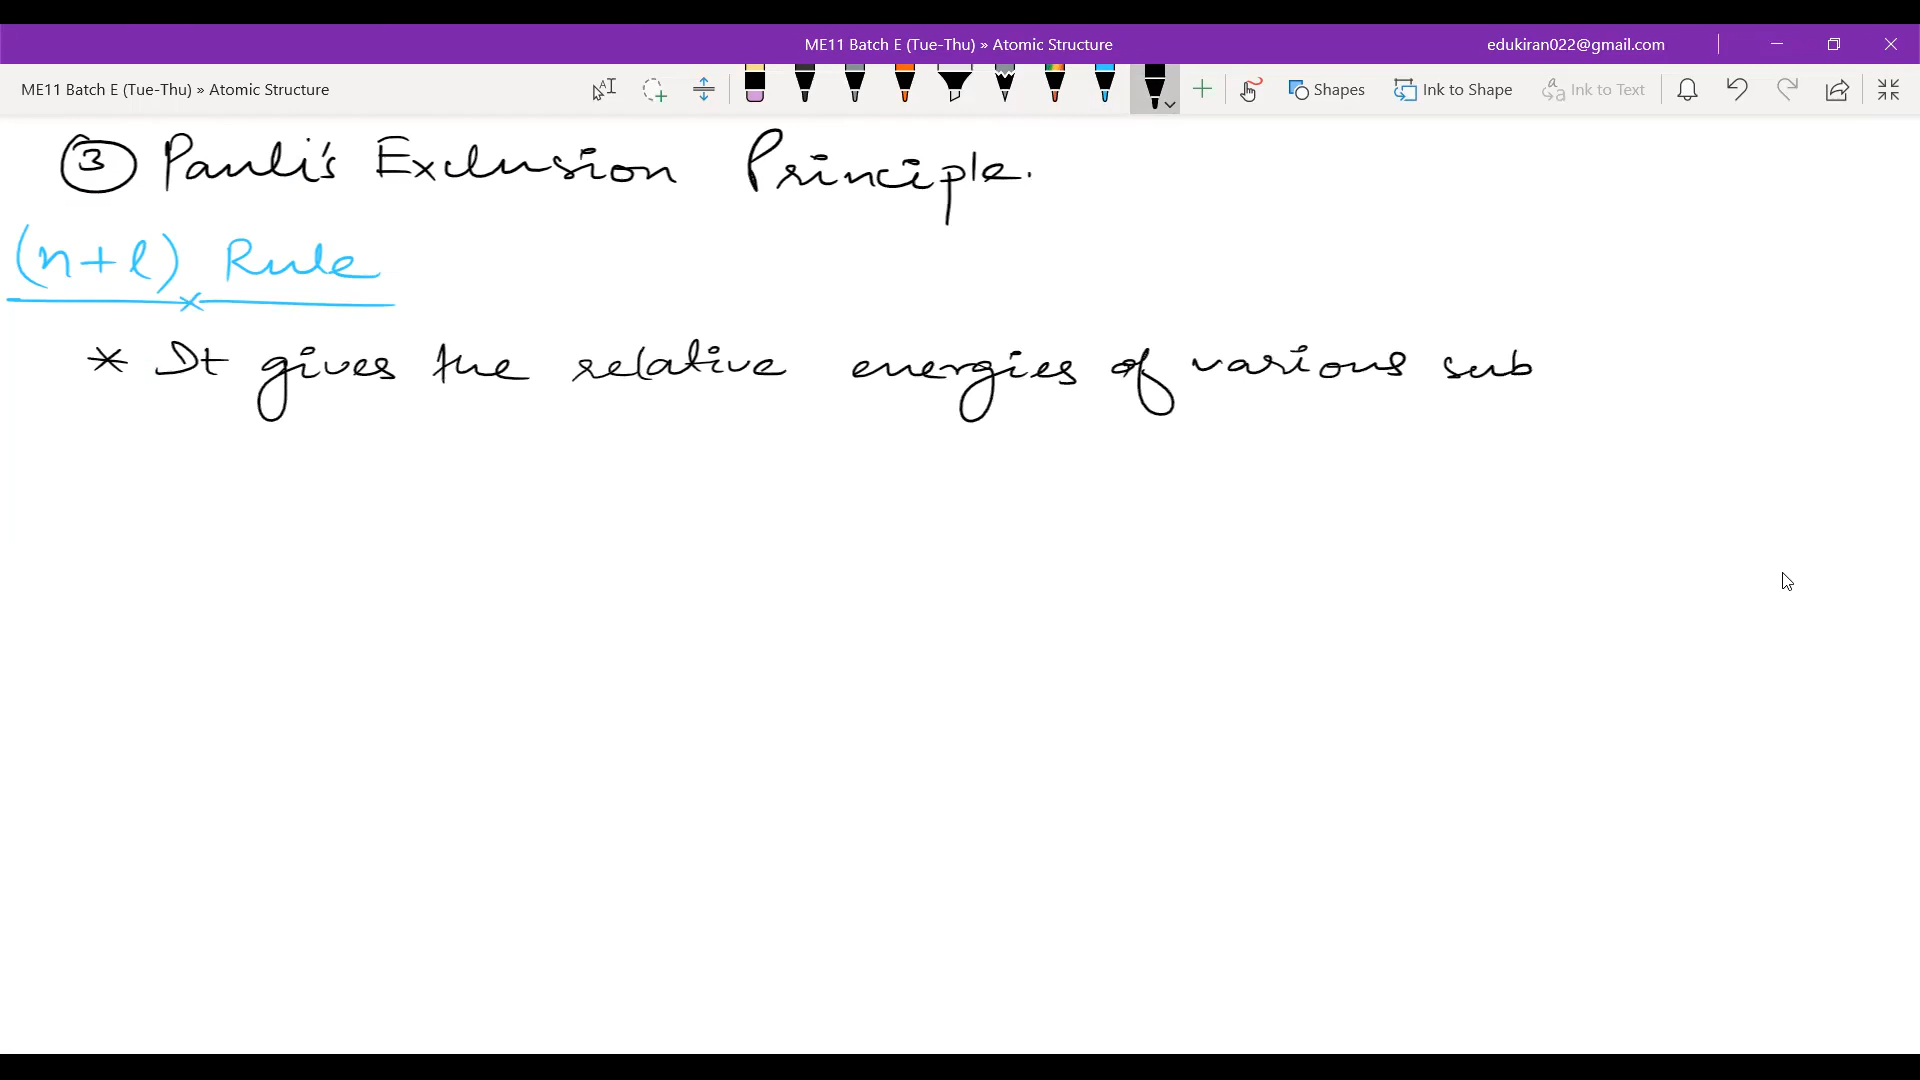 ME11 Batch E (Tue-Thu) » Atomic Structure
edukiran022@gmail.com
ME11 Batch E (Tue-Thu) » Atomic Structure
Shapes
Ink to Shape
Ink to Text
③ Pauli's Exclusion Principle.
(n+l) Rule
* It gives the relative energies of various sub